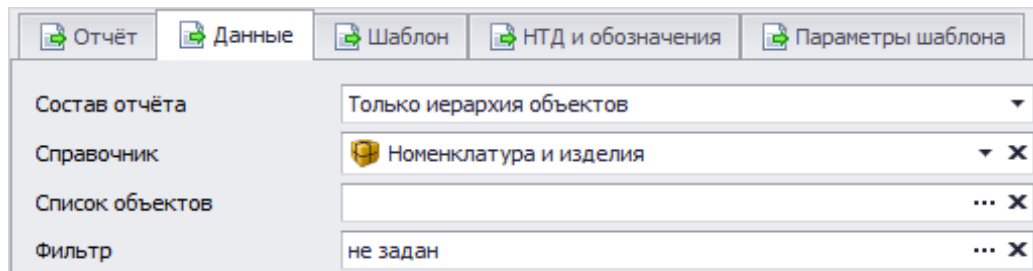 Отчёт Данные Шаблон НТД и обозначения Параметры шаблона
Состав отчёта Только иерархия объектов
Справочник Номенклатура и изделия
Список объектов
Фильтр не задан